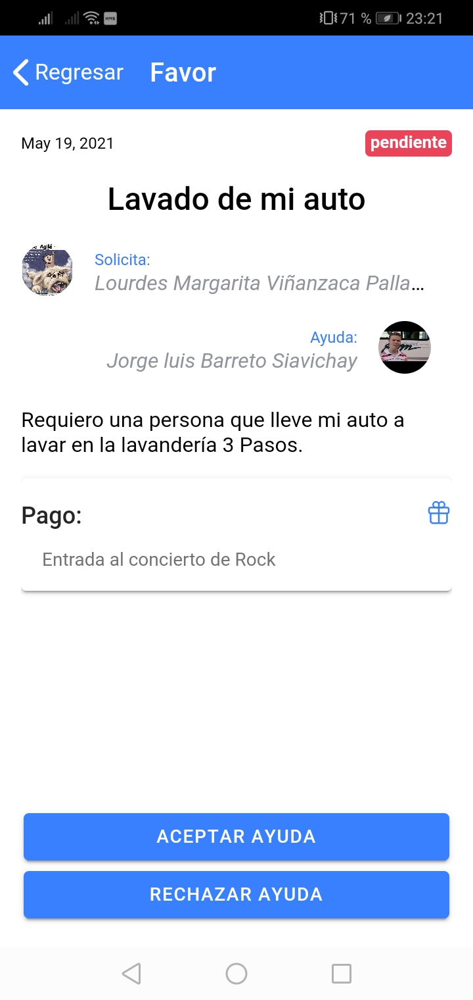 HMS 71 % 23:21
Regresar Favor
May 19, 2021 pendiente
Lavado de mi auto
Agilé
Solicita:
Lourdes Margarita Viñanzaca Palla...
Ayuda:
Jorge luis Barreto Siavichay
Requiero una persona que lleve mi auto a
lavar en la lavandería 3 Pasos.
Pago:
Entrada al concierto de Rock
ACEPTAR AYUDA
RECHAZAR AYUDA